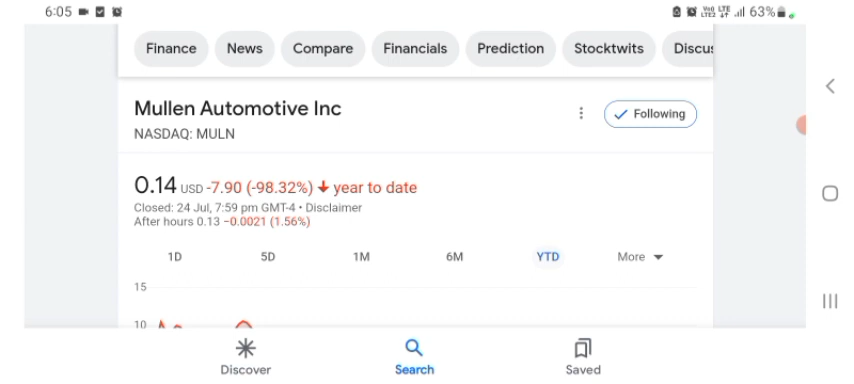 6:05 63%
Finance News Compare Financials Prediction Stocktwits Discus
Mullen Automotive Inc
Following
NASDAQ: MULN
0.14 USD -7.90 (-98.32%) ↓ year to date
Closed: 24 Jul, 7:59 pm GMT-4 • Disclaimer
After hours 0.13 −0.0021 (1.56%)
1D 5D 1M 6M YTD More
15
10
Discover Search Saved